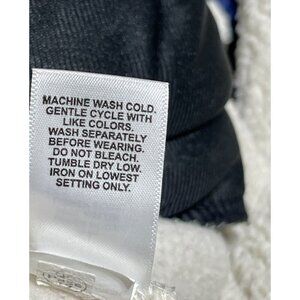 MACHINE WASH COLD.
GENTLE CYCLE WITH
LIKE COLORS.
WASH SEPARATELY
BEFORE WEARING.
DO NOT BLEACH.
TUMBLE DRY LOW.
IRON ON LOWEST
SETTING ONLY.